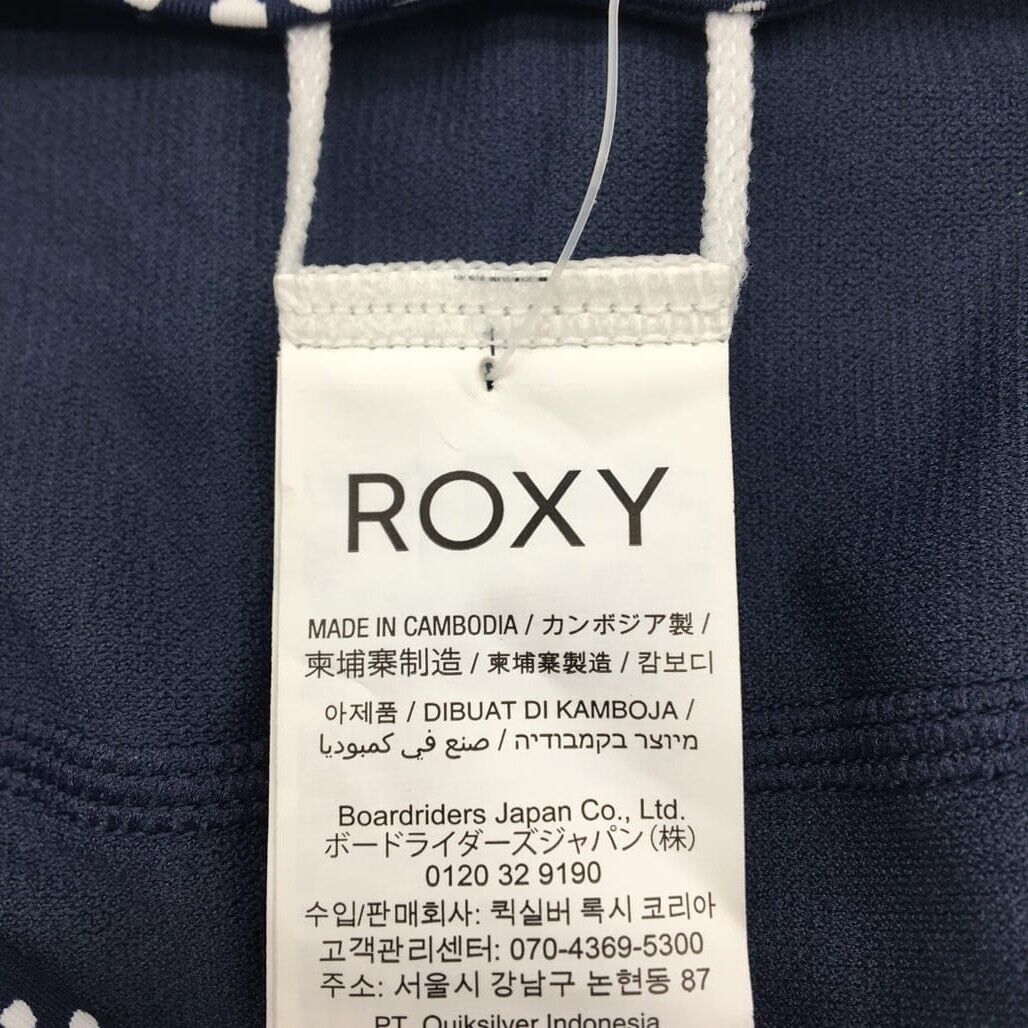 ROXY
MADE IN CAMBODIA / カンボジア製 /
柬埔寨制造 / 柬埔寨製造 / 캄보디
아제품 / DIBUAT DI KAMBOJA /
מיוצר בקמבודיה / صنع في كمبوديا
Boardriders Japan Co., Ltd.
ボードライダーズジャパン(株)
0120 32 9190
수입/판매회사: 퀵실버 록시 코리아
고객관리센터: 070-4369-5300
주소: 서울시 강남구 논현동 87
PT. Quiksilver Indonesia